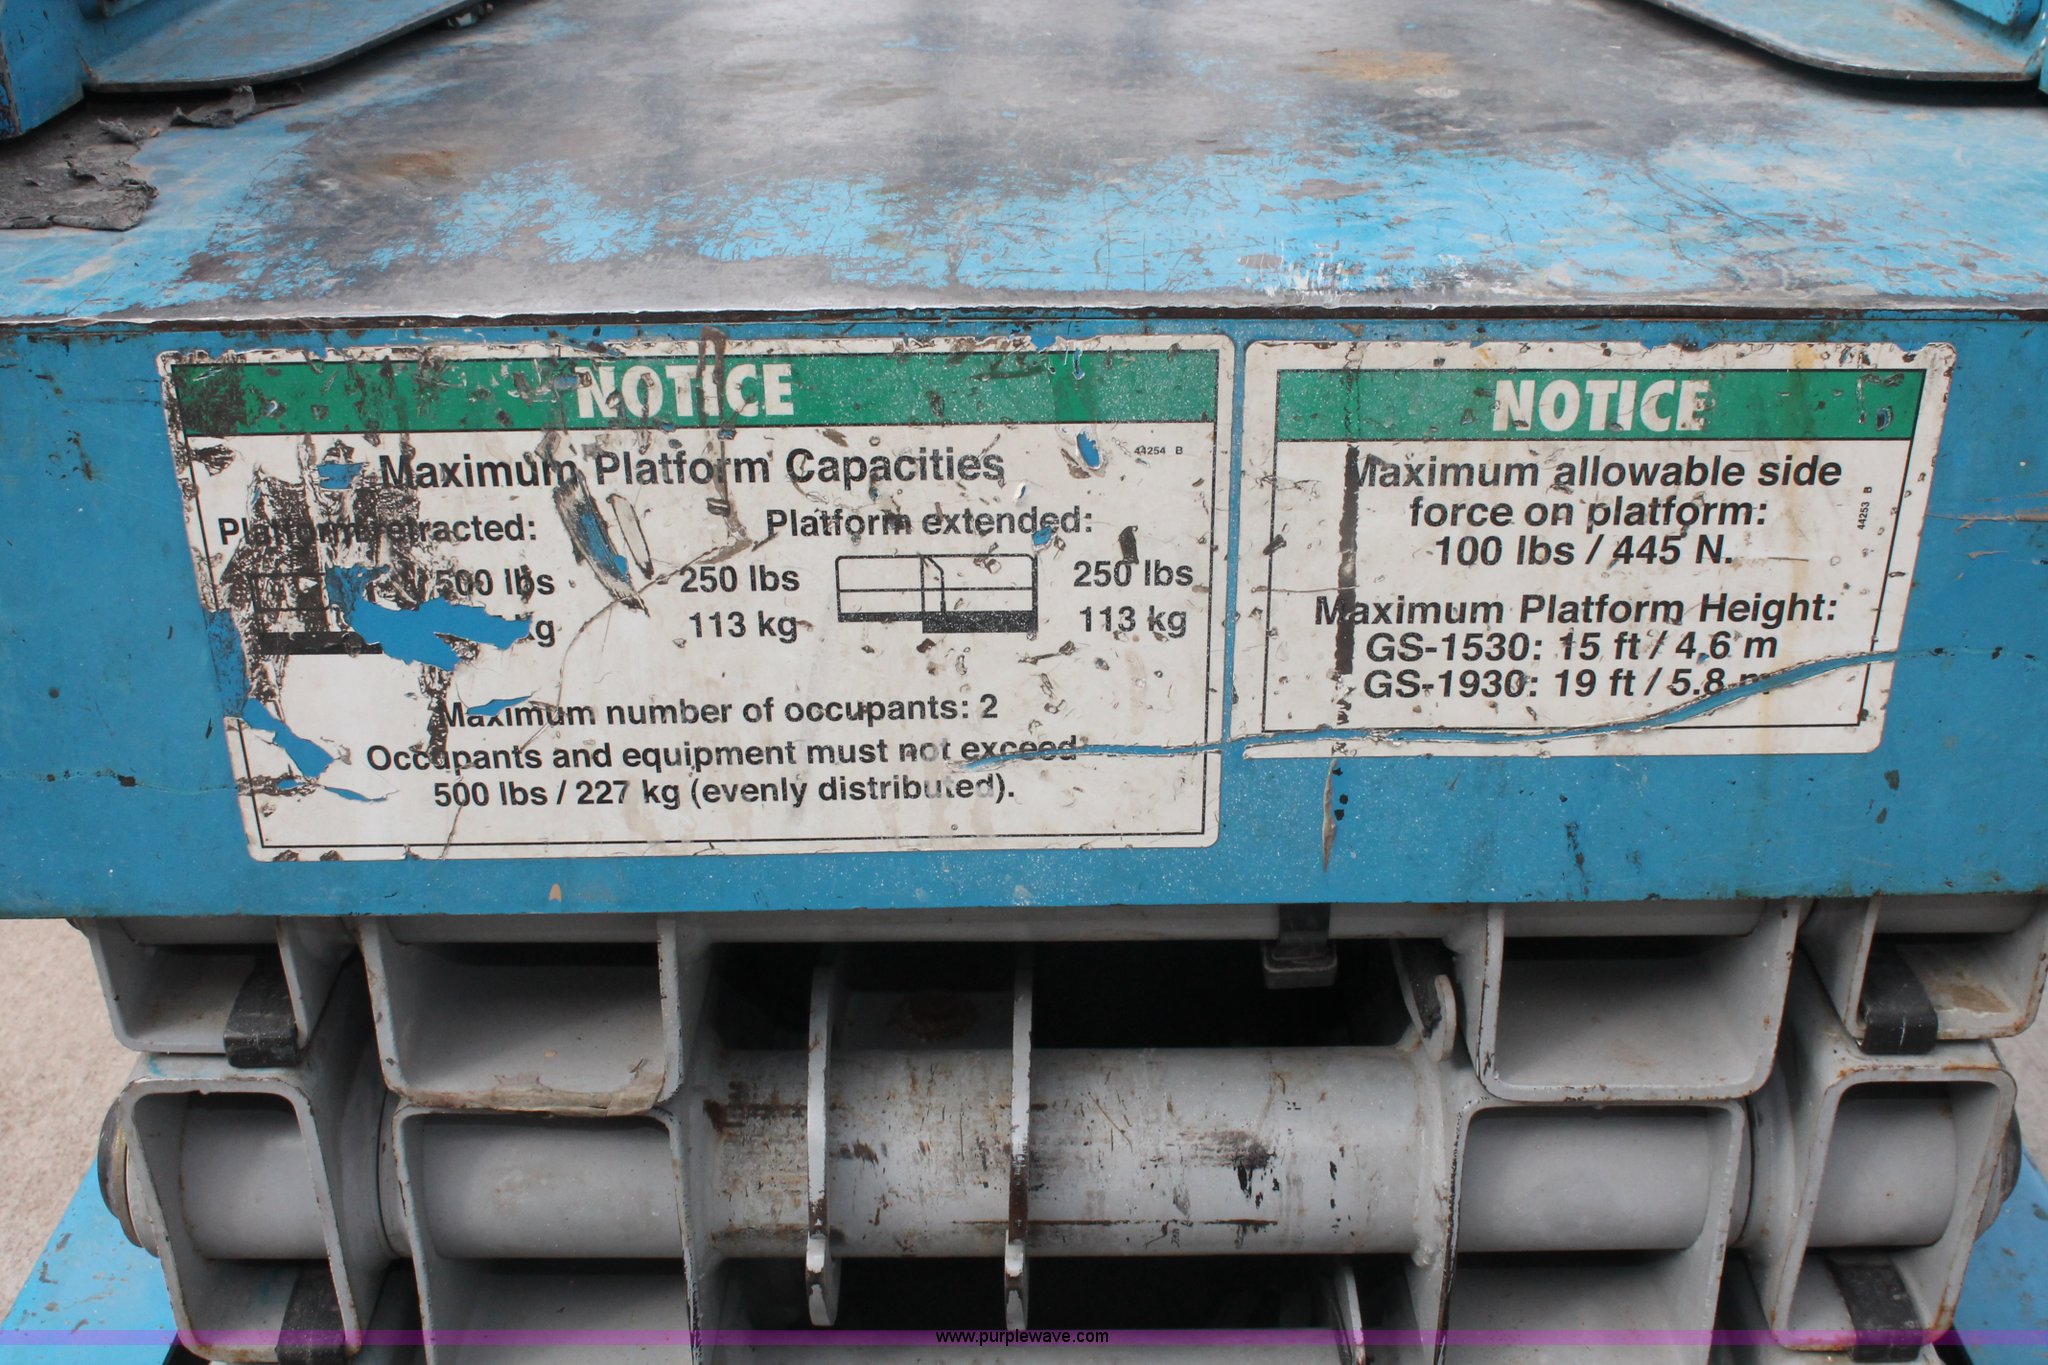 NOTICE
44254 B
Maximum Platform Capacities
Platform retracted:
500 lbs
kg
Platform extended:
250 lbs
113 kg
250 lbs
113 kg
Maximum number of occupants: 2
Occupants and equipment must not exceed
500 lbs / 227 kg (evenly distributed).
NOTICE
Maximum allowable side
force on platform:
100 lbs / 445 N.
44253 B
Maximum Platform Height:
GS-1530: 15 ft / 4.6 m
GS-1930: 19 ft / 5.8 m
www.purplewave.com